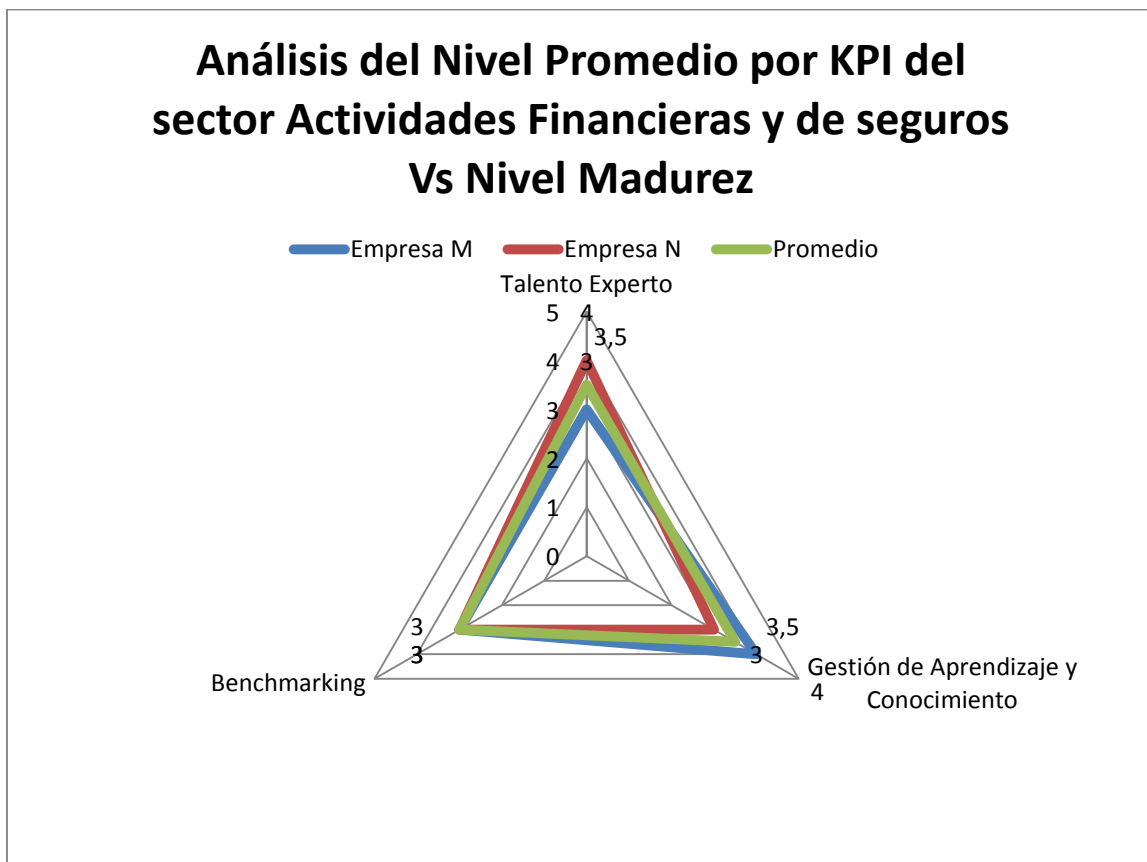 Análisis del Nivel Promedio por KPI del
sector Actividades Financieras y de seguros
Vs Nivel Madurez
Empresa M Empresa N Promedio
Talento Experto
5 4
3,5
4 3
3
2
1
0
3 3,5
3 3
Gestión de Aprendizaje y
Benchmarking 4
Conocimiento